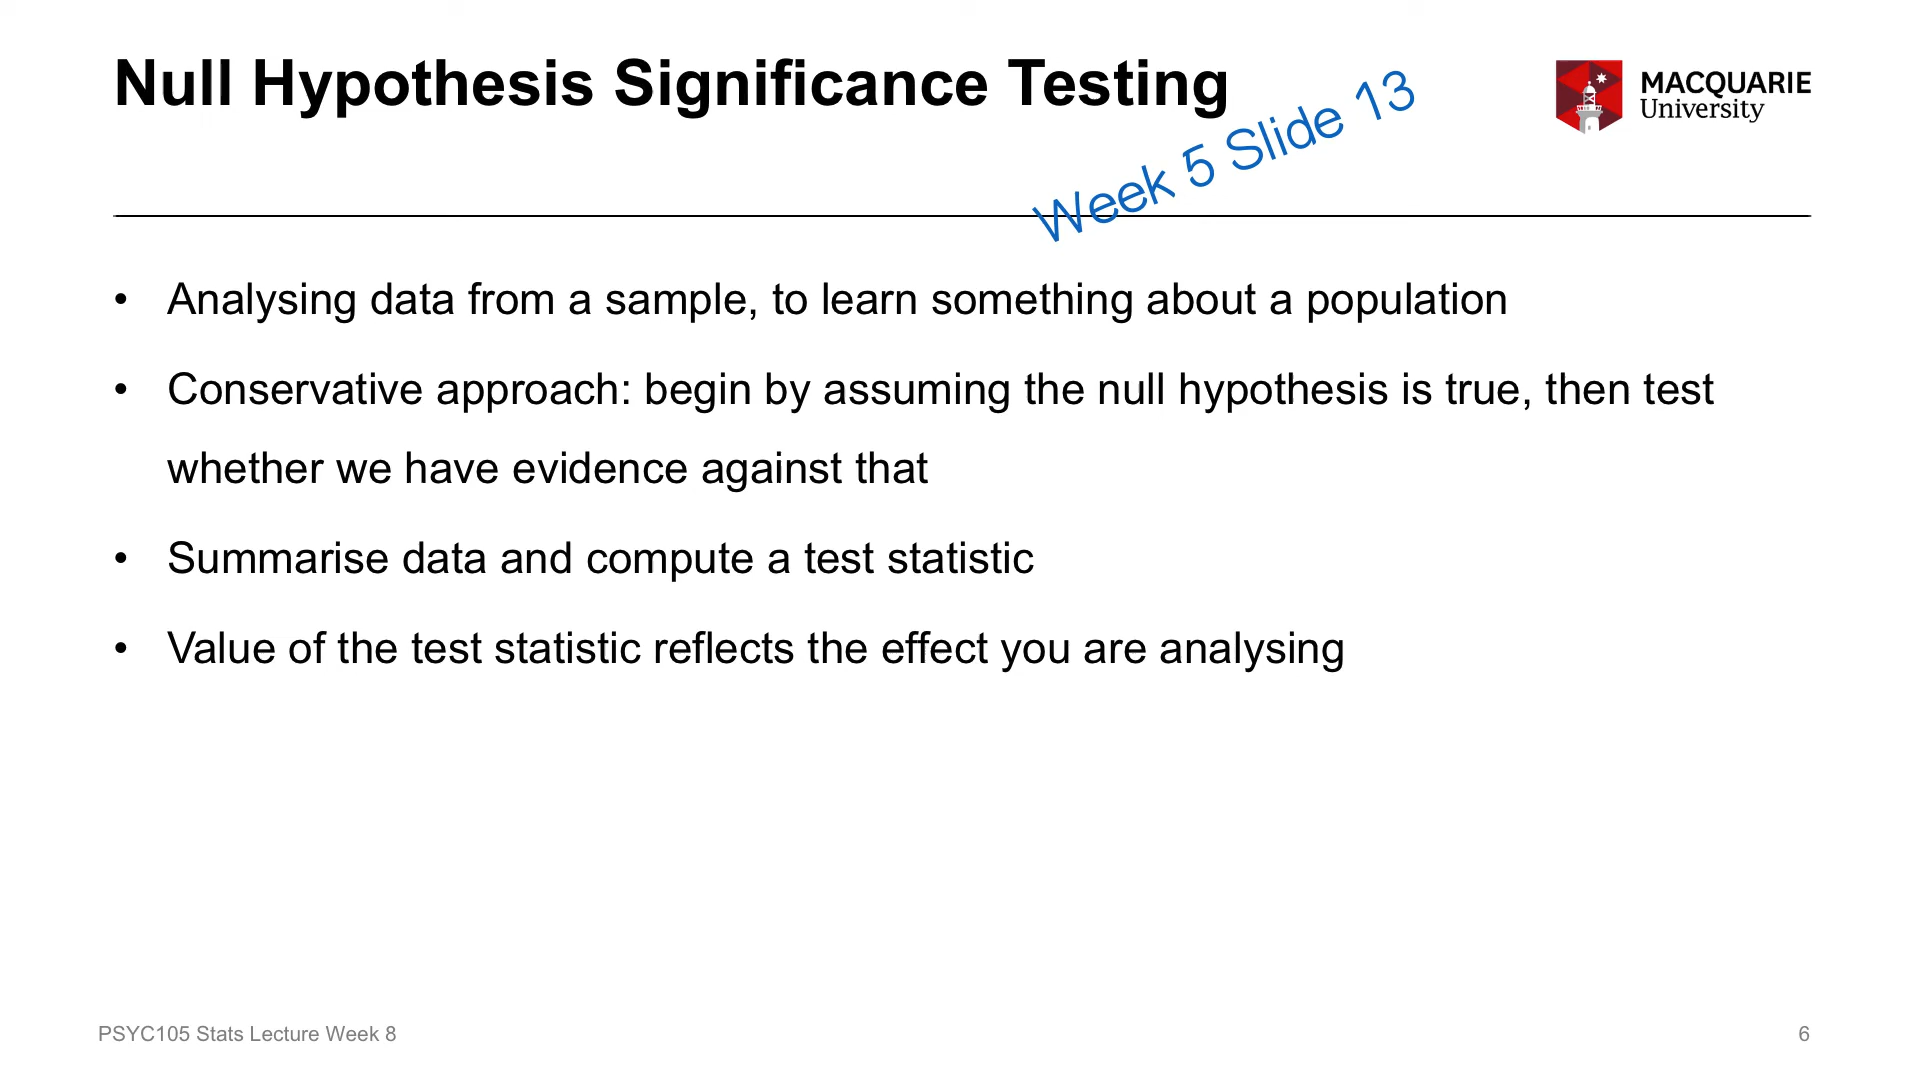 Null Hypothesis Significance Testing
MACQUARIE
University
Week 5 Slide 13
• Analysing data from a sample, to learn something about a population
• Conservative approach: begin by assuming the null hypothesis is true, then test
whether we have evidence against that
• Summarise data and compute a test statistic
• Value of the test statistic reflects the effect you are analysing
PSYC105 Stats Lecture Week 8
6